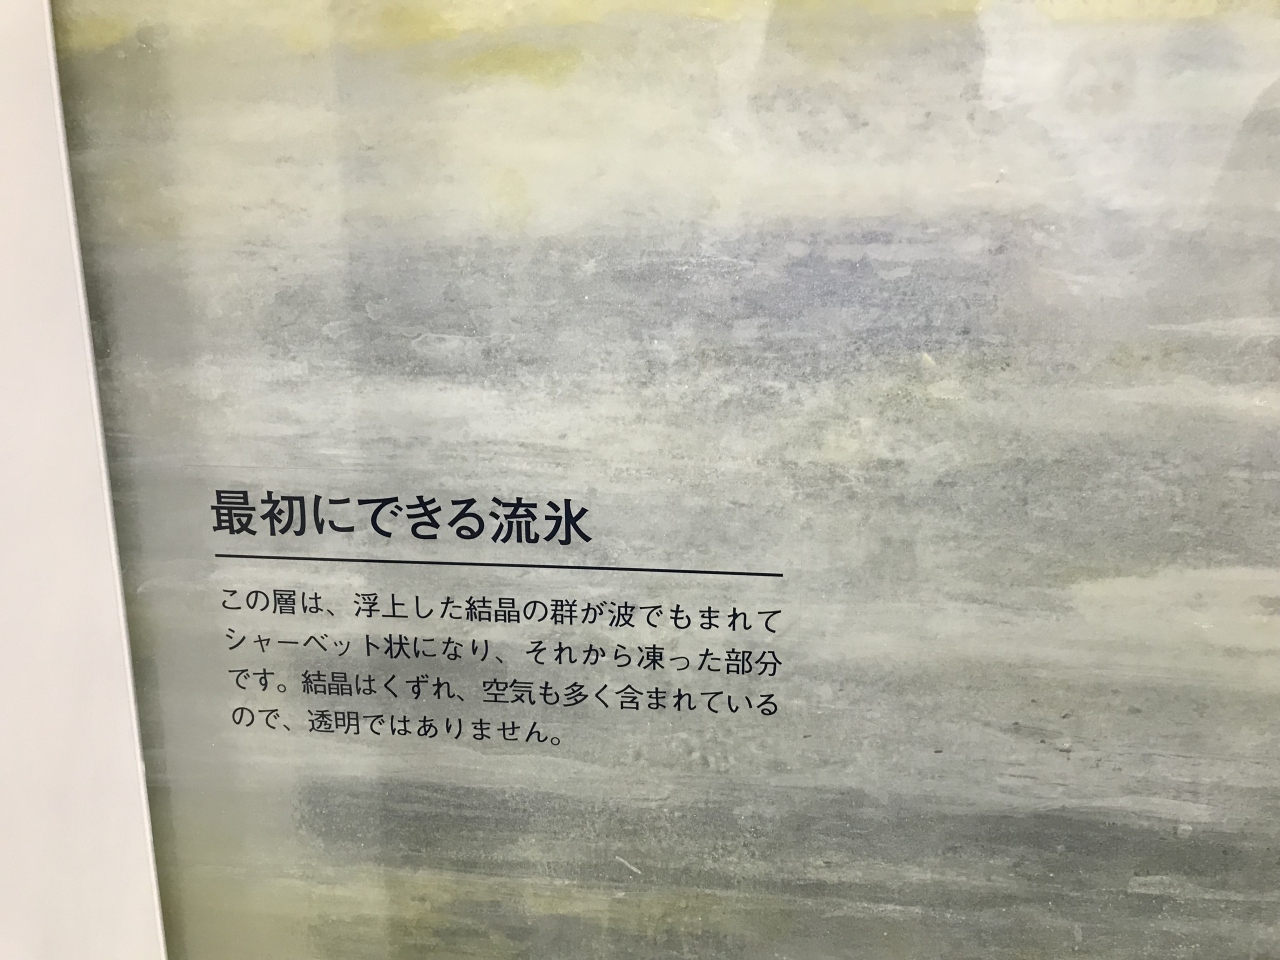 最初にできる流氷
この層は、浮上した結晶の群が波でもまれて
シャーベット状になり、それから凍った部分
です。結晶はくずれ、空気も多く含まれている
ので、透明ではありません。